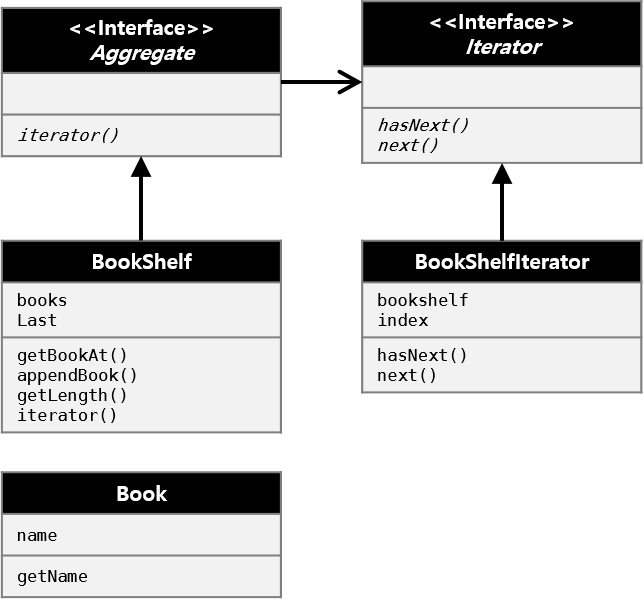 <<Interface>>
Aggregate
iterator()
<<Interface>>
Iterator
hasNext()
next()
BookShelf
books
Last
getBookAt()
appendBook()
getLength()
iterator()
BookShelfIterator
bookshelf
index
hasNext()
next()
Book
name
getName